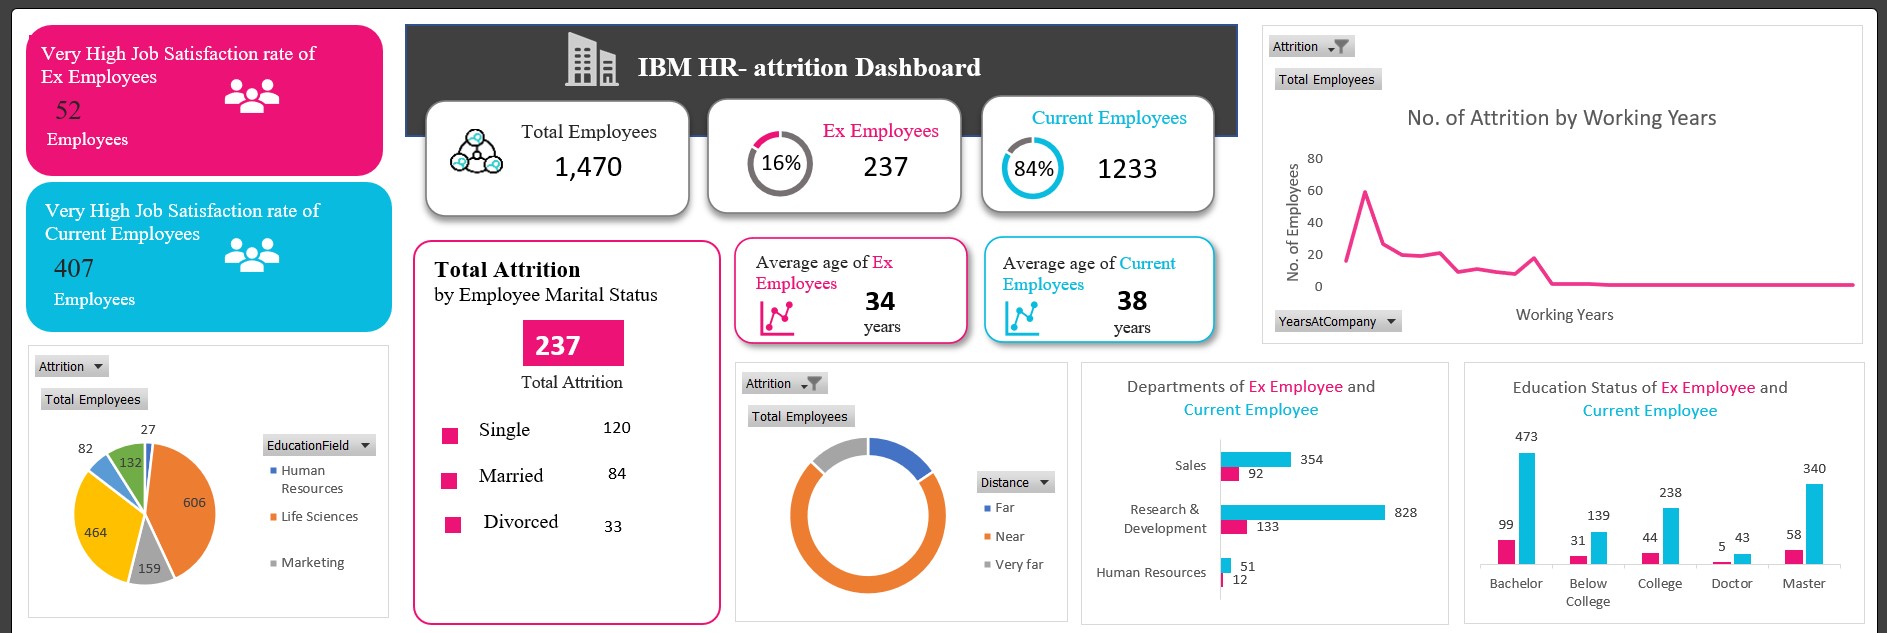 Very High Job Satisfaction rate of
Ex Employees
52
Employees
Very High Job Satisfaction rate of
Current Employees
407
Employees
IBM HR- attrition Dashboard
Total Employees
1,470
16%
Ex Employees
237
84%
Current Employees
1233
Attrition
Total Employees
No. of Attrition by Working Years
No. of Employees
80
60
40
20
0
Working Years
YearsAtCompany
Total Attrition
by Employee Marital Status
237
Total Attrition
Single 120
Married 84
Divorced 33
Average age of Ex
Employees
34
years
Average age of Current
Employees
38
years
Attrition
Total Employees
27
82
132
606
464
159
EducationField
Human
Resources
Life Sciences
Marketing
Attrition
Total Employees
Distance
Far
Near
Very far
Departments of Ex Employee and
Current Employee
Sales 354
92
Research &
Development
828
133
Human Resources 51
12
Education Status of Ex Employee and
Current Employee
473
99
139
31
238
44
43
5
340
58
Bachelor
Below
College
College
Doctor
Master